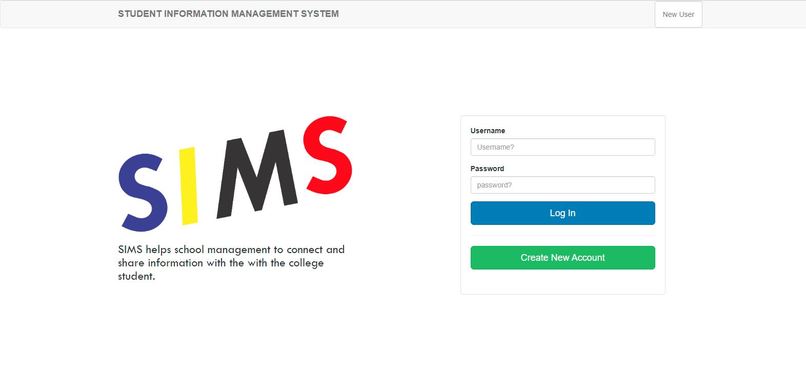 STUDENT INFORMATION MANAGEMENT SYSTEM
New User
SIMS
SIMS helps school management to connect and
share information with the with the college
student.
Username
Username?
Password
password?
Log In
Create New Account